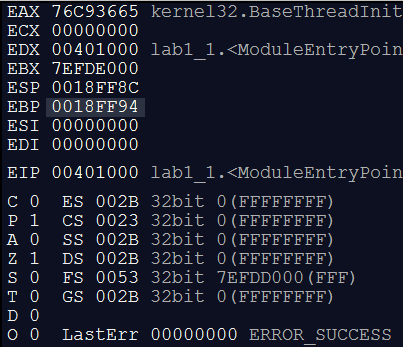 EAX 76C93665 kernel32.BaseThreadInit
ECX 00000000
EDX 00401000 lab1_1.<ModuleEntryPoin
EBX 7EFDE000
ESP 0018FF8C
EBP 0018FF94
ESI 00000000
EDI 00000000
EIP 00401000 lab1_1.<ModuleEntryPoin
C 0 ES 002B 32bit 0(FFFFFFFF)
P 1 CS 0023 32bit 0(FFFFFFFF)
A 0 SS 002B 32bit 0(FFFFFFFF)
Z 1 DS 002B 32bit 0(FFFFFFFF)
S 0 FS 0053 32bit 7EFDD000(FFF)
T 0 GS 002B 32bit 0(FFFFFFFF)
D 0
O 0 LastErr 00000000 ERROR_SUCCESS